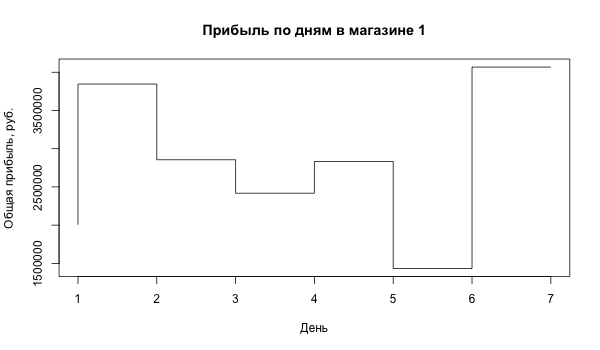 Прибыль по дням в магазине 1
Общая прибыль, руб.
3500000
2500000
1500000
1 2 3 4 5 6 7
День